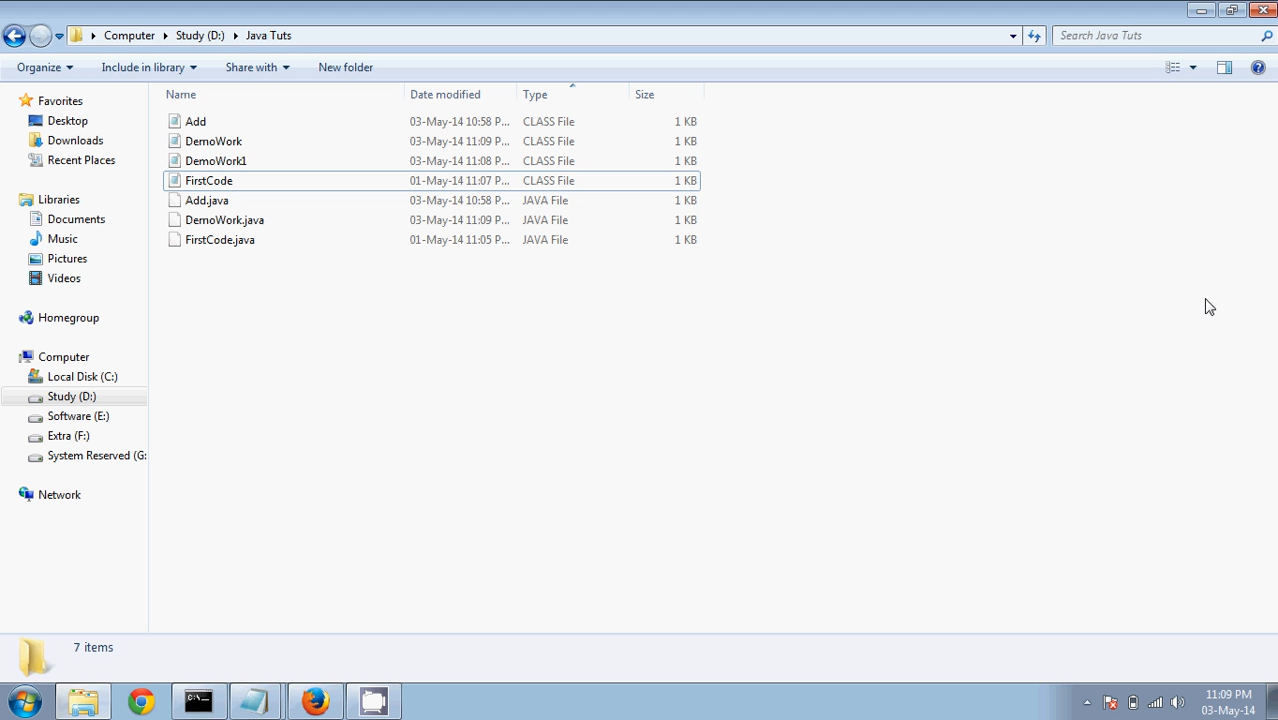 Computer Study (D:) Java Tuts Search Java Tuts
Organize Include in library Share with New folder
Favorites
Desktop
Downloads
Recent Places
Libraries
Documents
Music
Pictures
Videos
Homegroup
Computer
Local Disk (C:)
Study (D:)
Software (E:)
Extra (F:)
System Reserved (G:
Network
Name Date modified Type Size
Add 03-May-14 10:58 P... CLASS File 1 KB
DemoWork 03-May-14 11:09 P... CLASS File 1 KB
DemoWork1 03-May-14 11:08 P... CLASS File 1 KB
FirstCode 01-May-14 11:07 P... CLASS File 1 KB
Add.java 03-May-14 10:58 P... JAVA File 1 KB
DemoWork.java 03-May-14 11:09 P... JAVA File 1 KB
FirstCode.java 01-May-14 11:05 P... JAVA File 1 KB
7 items
C:\
11:09 PM
03-May-14